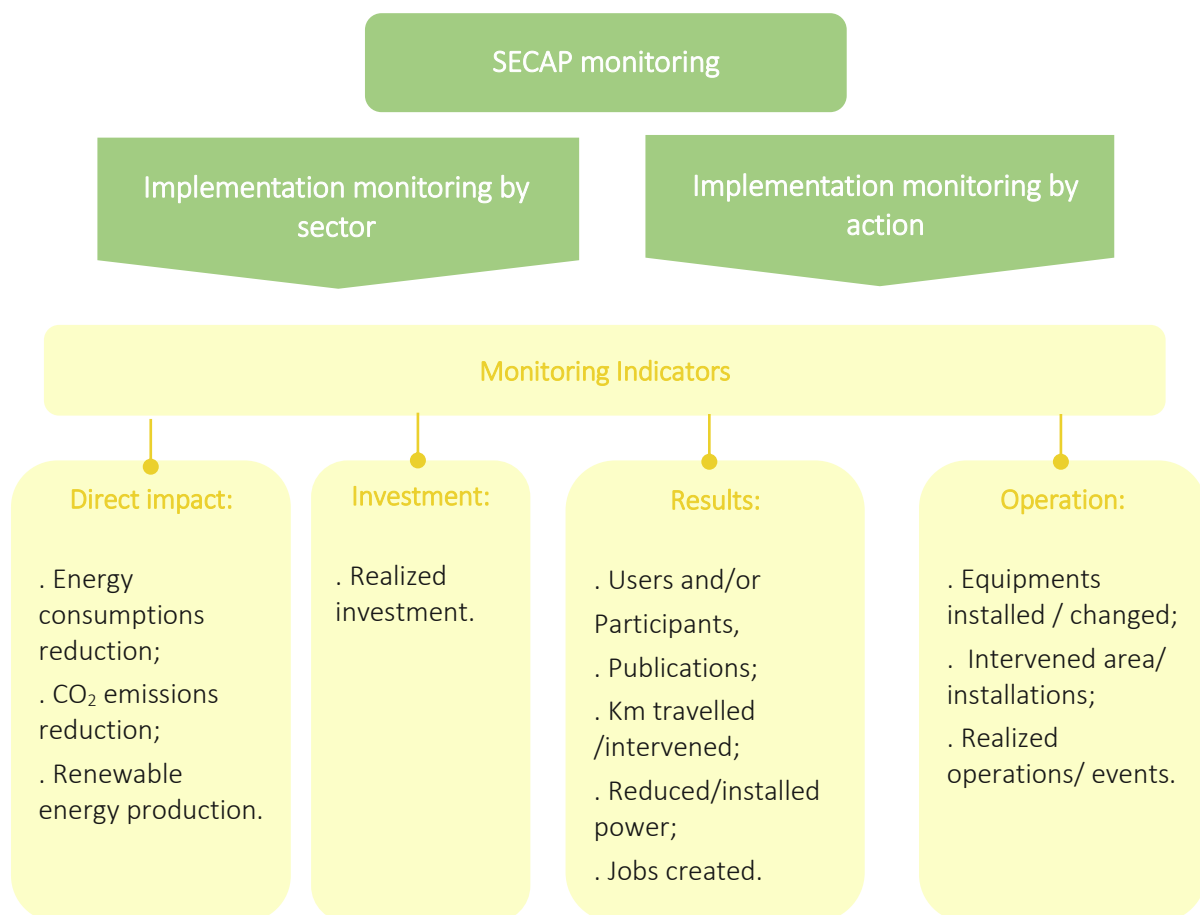 SECAP monitoring
Implementation monitoring by
sector
Implementation monitoring by
action
Monitoring Indicators
Direct impact:
. Energy
consumptions
reduction;
. CO₂ emissions
reduction;
. Renewable
energy production.
Investment:
. Realized
investment.
Results:
. Users and/or
Participants,
. Publications;
. Km travelled
/intervened;
. Reduced/installed
power;
. Jobs created.
Operation:
. Equipments
installed / changed;
. Intervened area/
installations;
. Realized
operations/ events.